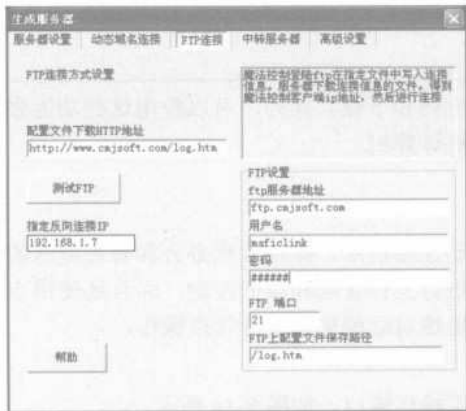 生成服务器
服务器设置 动态域名连接 FTP连接 中转服务器 高级设置
FTP连接方式设置
魔法控制登陆ftp在指定文件中写入连接
信息，服务器下载连接信息的文件，得到
魔法控制客户端ip地址，然后进行连接
配置文件下载HTTP地址
http://www.cmjsoft.com/log.htm
测试FTP
指定反向连接IP
192.168.1.7
帮助
FTP设置
ftp服务器地址
ftp.cmjsoft.com
用户名
msficlink
密码
######
FTP 端口
21
FTP上配置文件保存路径
/log.htm